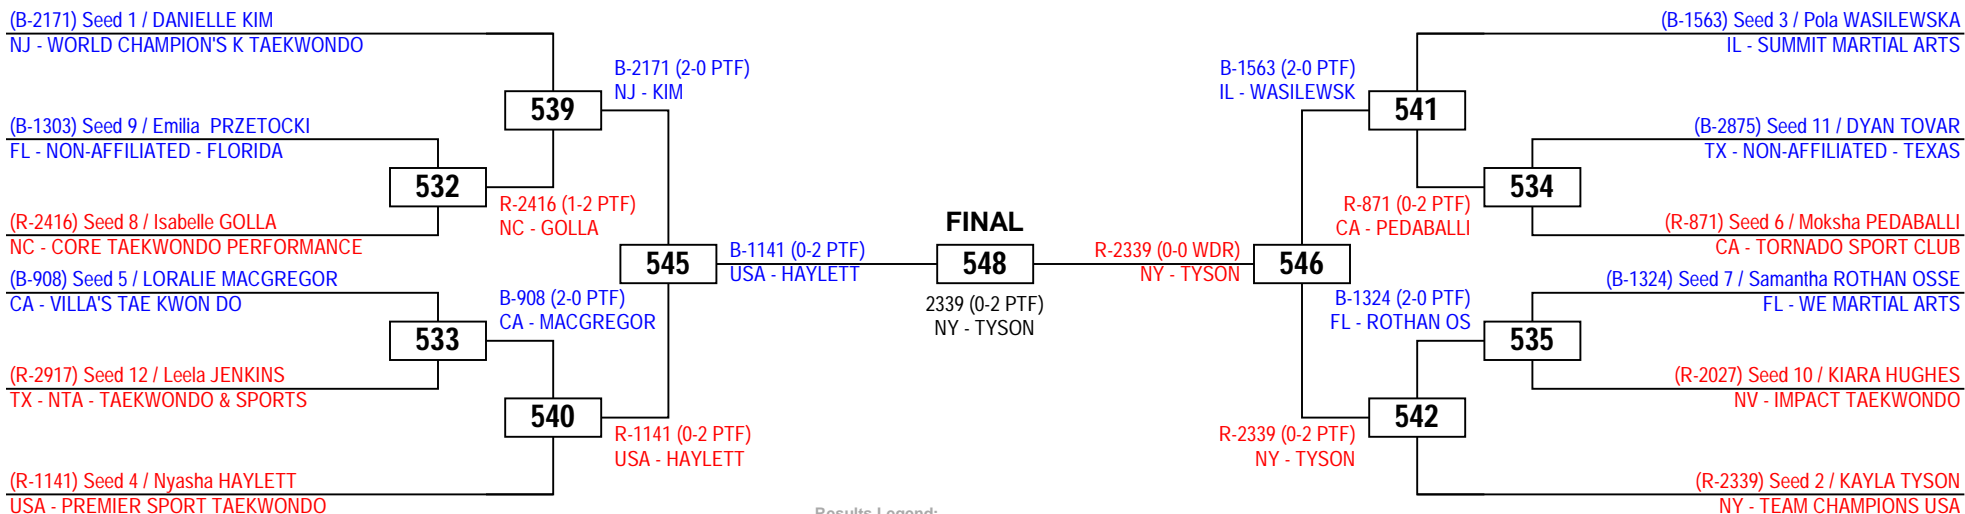 (B-2171) Seed 1 / DANIELLE KIM
NJ - WORLD CHAMPION'S K TAEKWONDO
B-2171 (2-0 PTF)
NJ - KIM
539
(B-1303) Seed 9 / Emilia  PRZETOCKI
FL - NON-AFFILIATED - FLORIDA
532
(R-2416) Seed 8 / Isabelle GOLLA
NC - CORE TAEKWONDO PERFORMANCE
R-2416 (1-2 PTF)
NC - GOLLA
545
B-1141 (0-2 PTF)
USA - HAYLETT
(B-908) Seed 5 / LORALIE MACGREGOR
CA - VILLA'S TAE KWON DO
533
B-908 (2-0 PTF)
CA - MACGREGOR
(R-2917) Seed 12 / Leela JENKINS
TX - NTA - TAEKWONDO & SPORTS
540
R-1141 (0-2 PTF)
USA - HAYLETT
(R-1141) Seed 4 / Nyasha HAYLETT
USA - PREMIER SPORT TAEKWONDO
FINAL
548
2339 (0-2 PTF)
NY - TYSON
Results Legend:
(B-1563) Seed 3 / Pola WASILEWSKA
IL - SUMMIT MARTIAL ARTS
B-1563 (2-0 PTF)
IL - WASILEWSK
541
(B-2875) Seed 11 / DYAN TOVAR
TX - NON-AFFILIATED - TEXAS
534
R-871 (0-2 PTF)
CA - PEDABALLI
(R-871) Seed 6 / Moksha PEDABALLI
CA - TORNADO SPORT CLUB
R-2339 (0-0 WDR)
NY - TYSON
546
(B-1324) Seed 7 / Samantha ROTHAN OSSE
FL - WE MARTIAL ARTS
B-1324 (2-0 PTF)
FL - ROTHAN OS
535
(R-2027) Seed 10 / KIARA HUGHES
NV - IMPACT TAEKWONDO
542
R-2339 (0-2 PTF)
NY - TYSON
(R-2339) Seed 2 / KAYLA TYSON
NY - TEAM CHAMPIONS USA